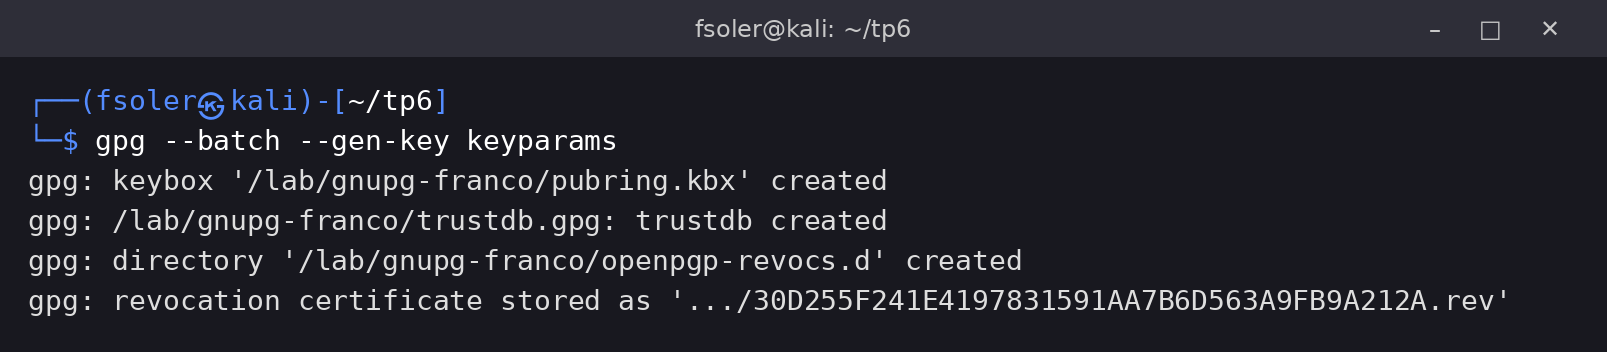 fsoler@kali: ~/tp6
┌──(fsoler㉿kali)-[~/tp6]
└─$ gpg --batch --gen-key keyparams
gpg: keybox '/lab/gnupg-franco/pubring.kbx' created
gpg: /lab/gnupg-franco/trustdb.gpg: trustdb created
gpg: directory '/lab/gnupg-franco/openpgp-revocs.d' created
gpg: revocation certificate stored as '.../30D255F241E4197831591AA7B6D563A9FB9A212A.rev'